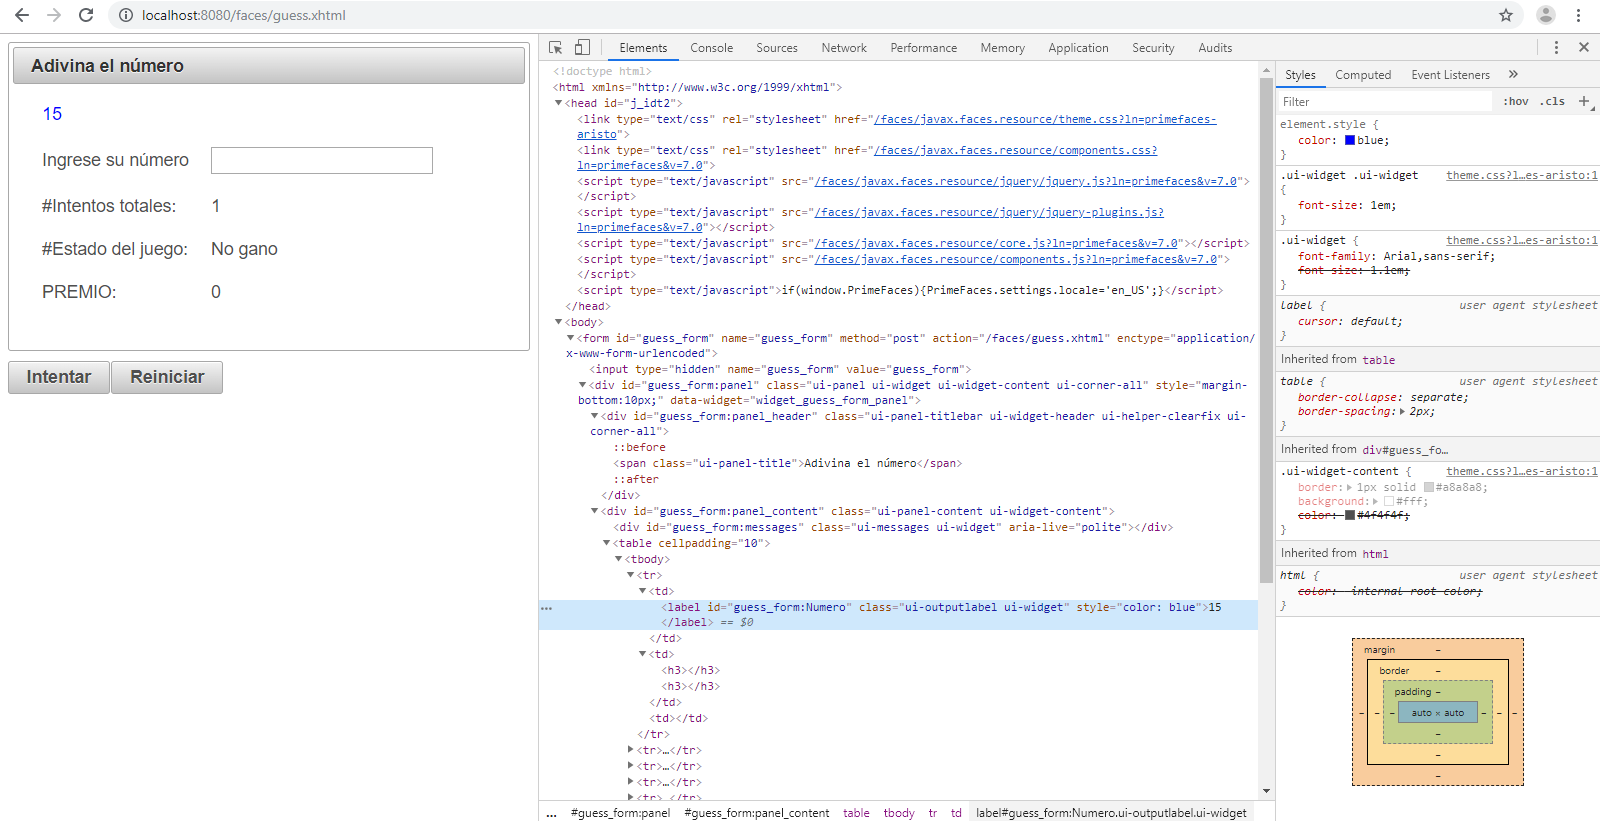 localhost:8080/faces/guess.xhtml
Adivina el número
15
Ingrese su número
#Intentos totales: 1
#Estado del juego: No gano
PREMIO: 0
Intentar Reiniciar
Elements Console Sources Network Performance Memory Application Security Audits
<!doctype html>
<html xmlns="http://www.w3c.org/1999/xhtml">
<head id="j_idt2">
<link type="text/css" rel="stylesheet" href="/faces/javax.faces.resource/theme.css?ln=primefaces-
aristo">
<link type="text/css" rel="stylesheet" href="/faces/javax.faces.resource/components.css?
ln=primefaces&v=7.0">
<script type="text/javascript" src="/faces/javax.faces.resource/jquery/jquery.js?ln=primefaces&v=7.0">
</script>
<script type="text/javascript" src="/faces/javax.faces.resource/jquery/jquery-plugins.js?
ln=primefaces&v=7.0"></script>
<script type="text/javascript" src="/faces/javax.faces.resource/core.js?ln=primefaces&v=7.0"></script>
<script type="text/javascript" src="/faces/javax.faces.resource/components.js?ln=primefaces&v=7.0">
</script>
<script type="text/javascript">if(window.PrimeFaces){PrimeFaces.settings.locale='en_US';}</script>
</head>
<body>
<form id="guess_form" name="guess_form" method="post" action="/faces/guess.xhtml" enctype="application/
x-www-form-urlencoded">
<input type="hidden" name="guess_form" value="guess_form">
<div id="guess_form:panel" class="ui-panel ui-widget ui-widget-content ui-corner-all" style="margin-
bottom:10px;" data-widget="widget_guess_form_panel">
<div id="guess_form:panel_header" class="ui-panel-titlebar ui-widget-header ui-helper-clearfix ui-
corner-all">
::before
<span class="ui-panel-title">Adivina el número</span>
::after
</div>
<div id="guess_form:panel_content" class="ui-panel-content ui-widget-content">
<div id="guess_form:messages" class="ui-messages ui-widget" aria-live="polite"></div>
<table cellpadding="10">
<tbody>
<tr>
<td>
<label id="guess_form:Numero" class="ui-outputlabel ui-widget" style="color: blue">15
</label> == $0
</td>
<td>
<h3></h3>
<h3></h3>
</td>
<td></td>
</tr>
<tr>…</tr>
<tr>…</tr>
<tr>…</tr>
<tr>…</tr>
... #guess_form:panel #guess_form:panel_content table tbody tr td label#guess_form:Numero.ui-outputlabel.ui-widget
Styles Computed Event Listeners »
Filter :hov .cls +
element.style {
color: blue;
}
.ui-widget .ui-widget theme.css?l…es-aristo:1
{
font-size: 1em;
}
.ui-widget { theme.css?l…es-aristo:1
font-family: Arial,sans-serif;
font-size: 1.1em;
}
label { user agent stylesheet
cursor: default;
}
Inherited from table
table { user agent stylesheet
border-collapse: separate;
border-spacing: 2px;
}
Inherited from div#guess_fo…
.ui-widget-content { theme.css?l…es-aristo:1
border: 1px solid #a8a8a8;
background: #fff;
color: #4f4f4f;
}
Inherited from html
html { user agent stylesheet
color: -internal-root-color;
}
margin –
border –
padding –
– – – auto × auto – – –
–
–
–